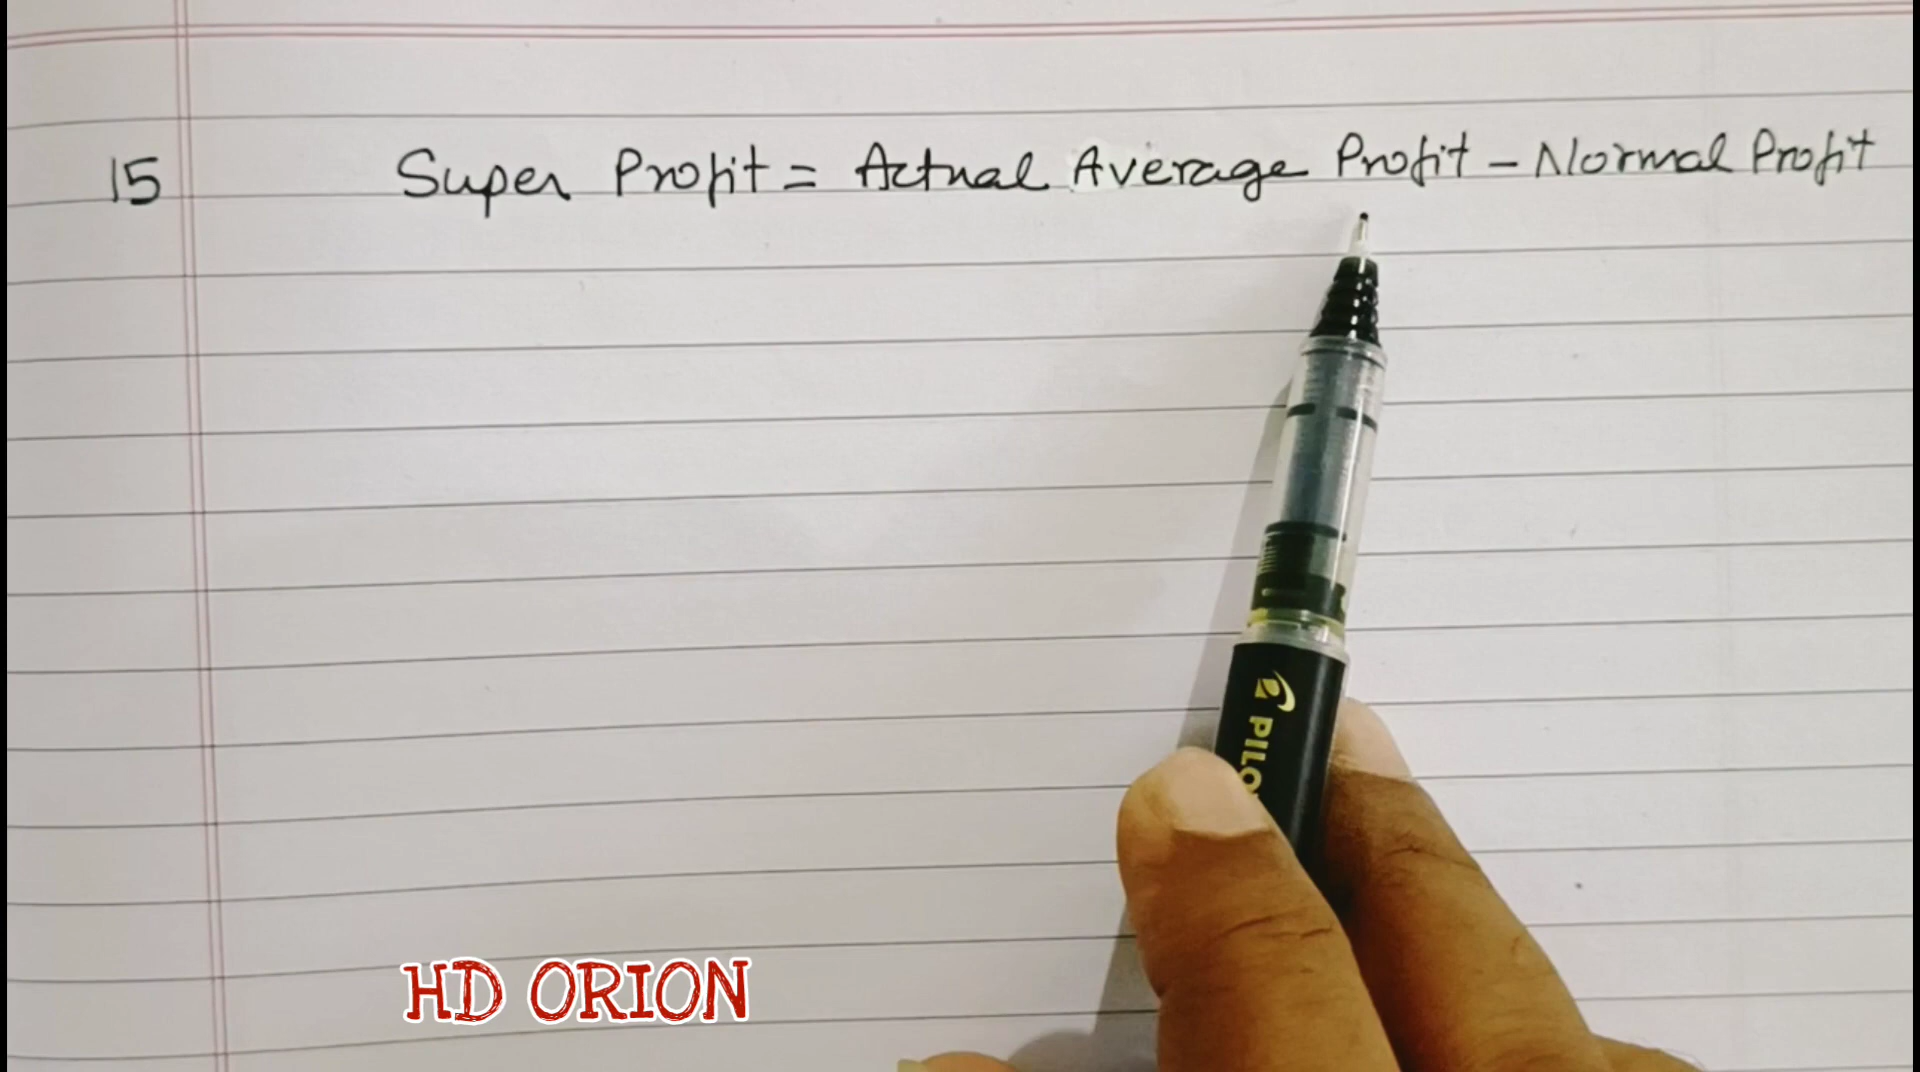 15 Super Profit = Actual Average Profit - Normal Profit
PILO
HD ORION